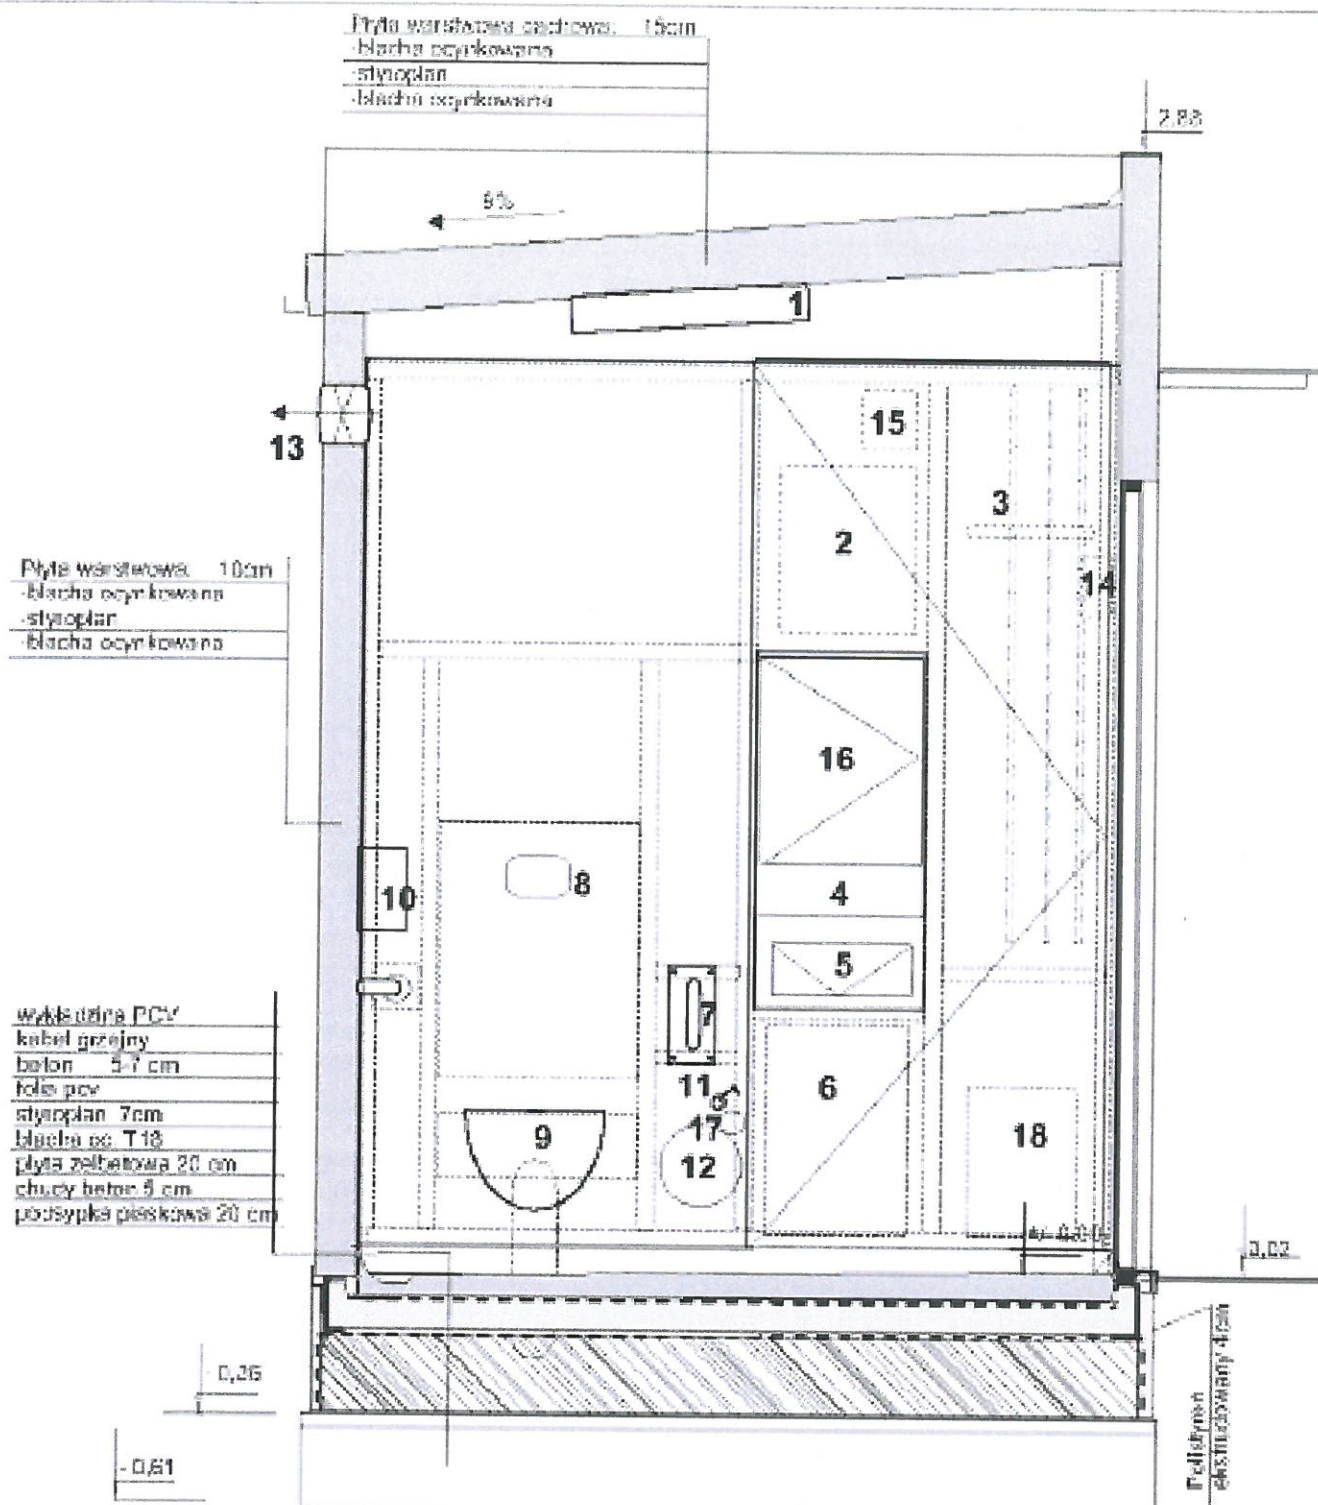 Płyta warstwowa dachowa: 15cm
-blacha ocynkowana
-styropian
-blacha ocynkowana
2,88
1
13
15
2
3
14
Płyta warstwowa: 10cm
-blacha ocynkowana
-styropian
-blacha ocynkowana
16
10
8
4
5
7
wykładzina PCV
kabel grzejny
beton 5-7 cm
folia pcv
styropian 7cm
blacha oc. T18
płyta żelbetowa 20 cm
chudy beton 5 cm
podsypka piaskowa 20 cm
11
6
9
17
12
18
0,02
- 0,26
- 0,61
Polistyren
ekstrudowany 4cm